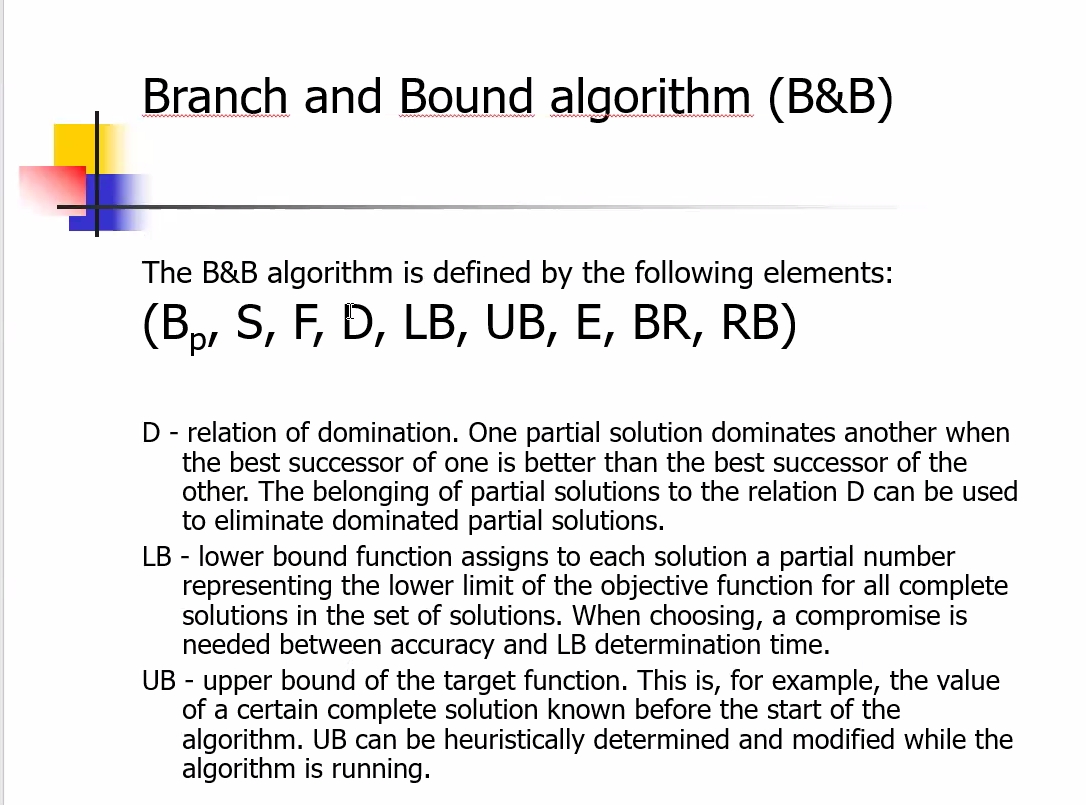 Branch and Bound algorithm (B&B)
The B&B algorithm is defined by the following elements:
(Bp, S, F, D, LB, UB, E, BR, RB)
D - relation of domination. One partial solution dominates another when
the best successor of one is better than the best successor of the
other. The belonging of partial solutions to the relation D can be used
to eliminate dominated partial solutions.
LB - lower bound function assigns to each solution a partial number
representing the lower limit of the objective function for all complete
solutions in the set of solutions. When choosing, a compromise is
needed between accuracy and LB determination time.
UB - upper bound of the target function. This is, for example, the value
of a certain complete solution known before the start of the
algorithm. UB can be heuristically determined and modified while the
algorithm is running.